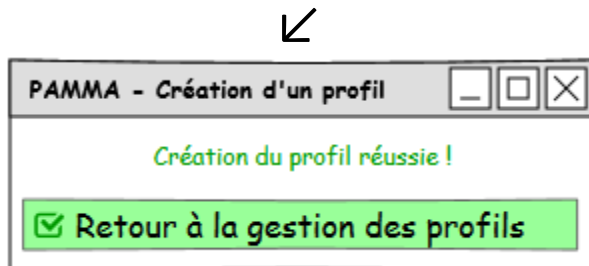 PAMMA - Création d'un profil
Création du profil réussie !
Retour à la gestion des profils